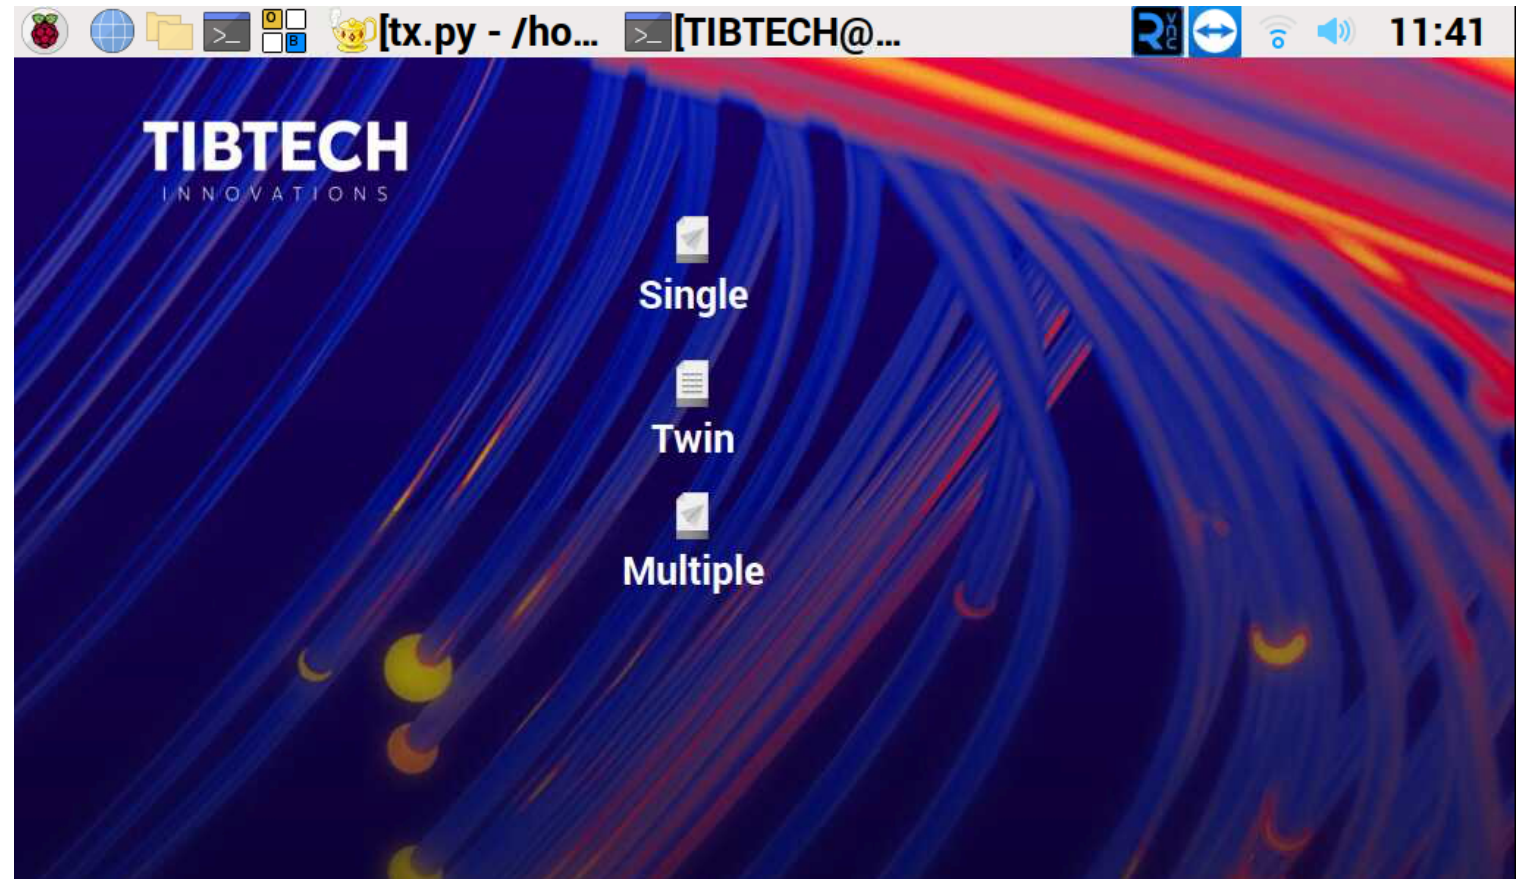 [tx.py - /ho...
[TIBTECH@...
11:41
TIBTECH
INNOVATIONS
Single
Twin
Multiple